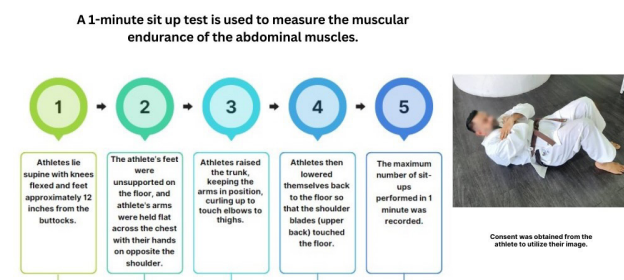 A 1-minute sit up test is used to measure the muscular
endurance of the abdominal muscles.
1
2
3
4
5
Athletes lie
supine with knees
flexed and feet
approximately 12
inches from the
buttocks.
The athlete's feet
were
unsupported on
the floor, and
athlete's arms
were held flat
across the chest
with their hands
on opposite the
shoulder.
Athletes raised
the trunk,
keeping the
arms in position,
curling up to
touch elbows to
thighs.
Athletes then
lowered
themselves back
to the floor so
that the shoulder
blades (upper
back) touched
the floor.
The maximum
number of sit-
ups
performed in 1
minute was
recorded.
Consent was obtained from the
athlete to utilize their image.